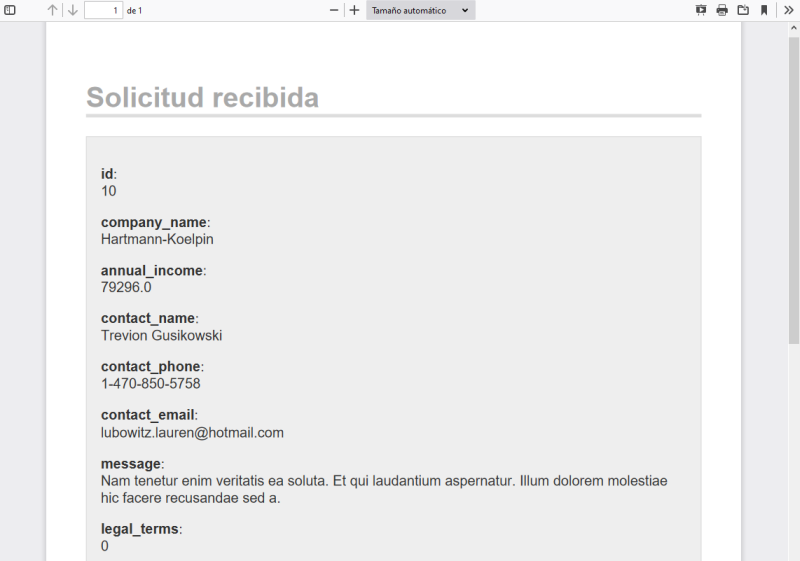 1 de 1 Tamaño automático
Solicitud recibida
id:
10
company_name:
Hartmann-Koelpin
annual_income:
79296.0
contact_name:
Trevion Gusikowski
contact_phone:
1-470-850-5758
contact_email:
lubowitz.lauren@hotmail.com
message:
Nam tenetur enim veritatis ea soluta. Et qui laudantium aspernatur. Illum dolorem molestiae
hic facere recusandae sed a.
legal_terms:
0